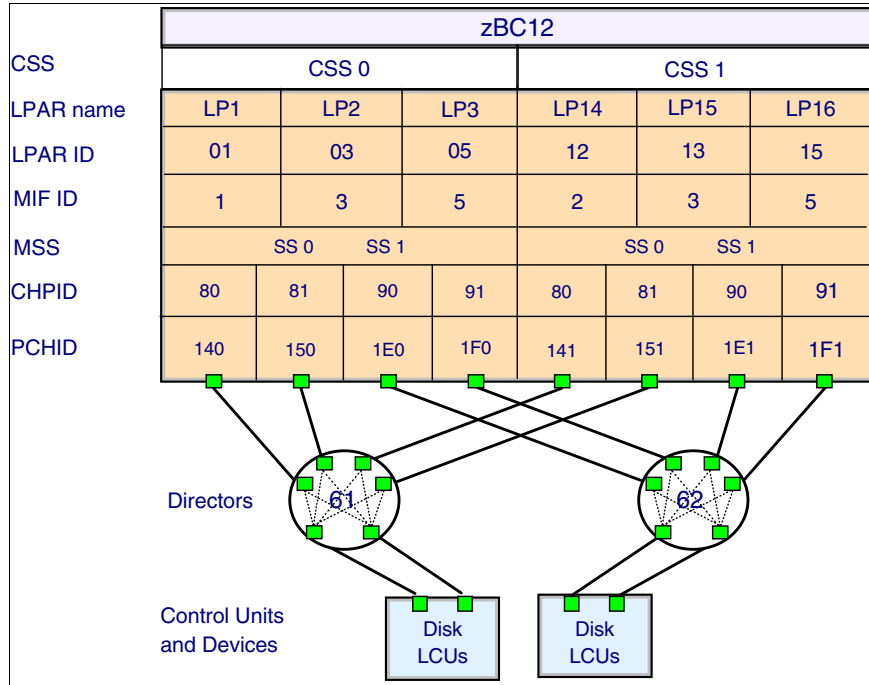 zBC12
CSS CSS 0 CSS 1
LPAR name LP1 LP2 LP3 LP14 LP15 LP16
LPAR ID 01 03 05 12 13 15
MIF ID 1 3 5 2 3 5
MSS SS 0 SS 1 SS 0 SS 1
CHPID 80 81 90 91 80 81 90 91
PCHID 140 150 1E0 1F0 141 151 1E1 1F1
Directors 61 62
Control Units
and Devices
Disk
LCUs
Disk
LCUs